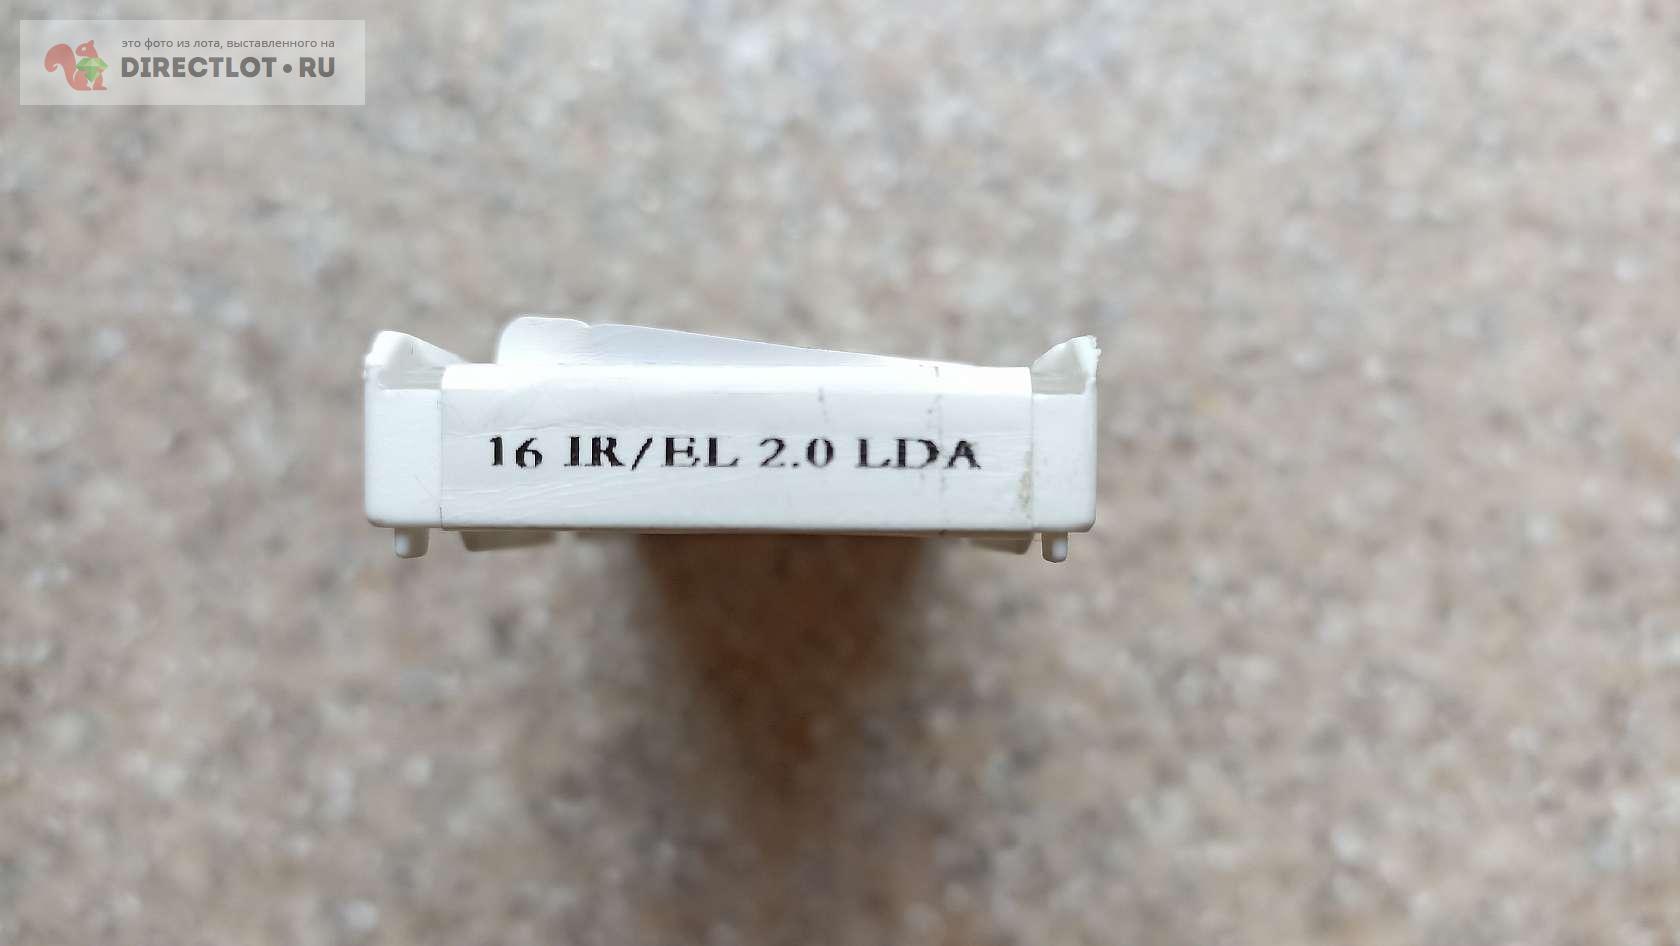 это фото из лота, выставленного на
DIRECTLOT•RU
16 IR/EL 2.0 LDA